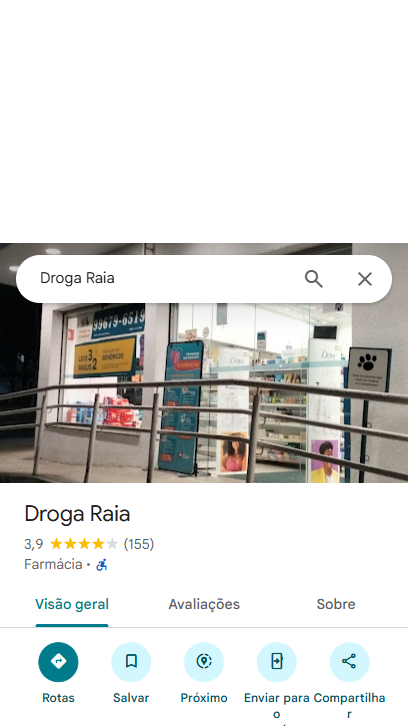 Droga Raia
99679-6519
LEVE 3
GENÉRICOS
PAGUE 2
Dove
Droga Raia
3,9 (155)
Farmácia
Visão geral
Avaliações
Sobre
Rotas
Salvar
Próximo
Enviar para o
Compartilhar